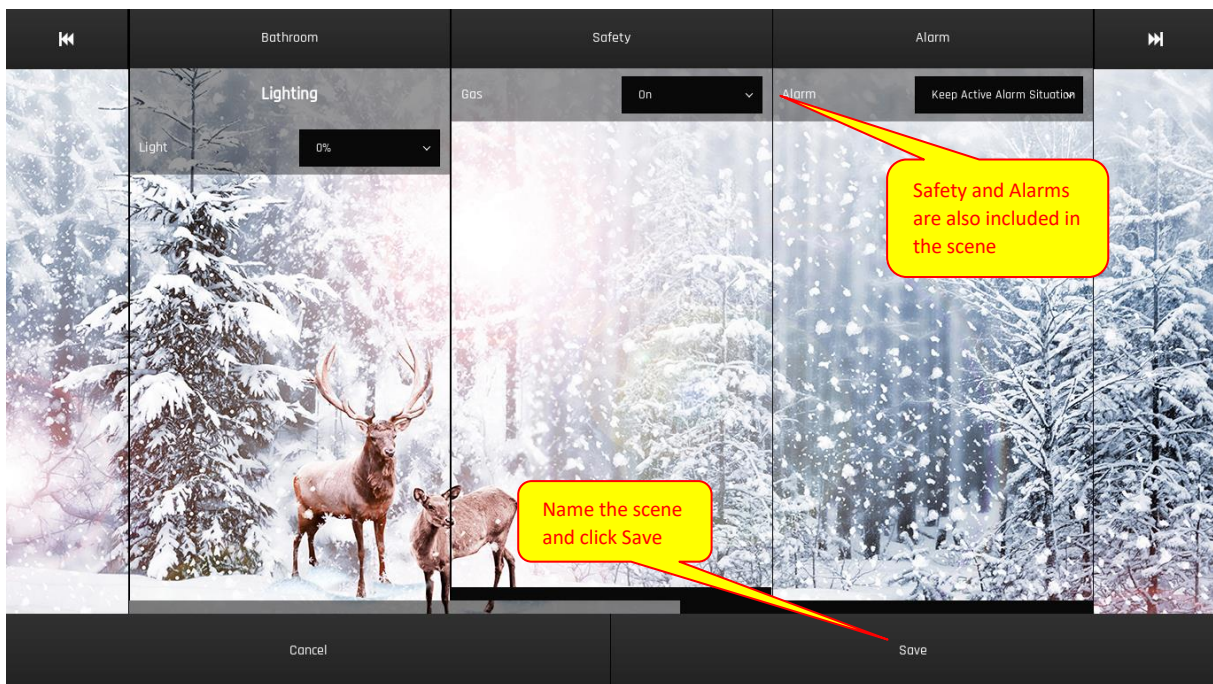 Bathroom
Safety
Alarm
Lighting
Gas
On
Alarm
Keep Active Alarm Situation
Light
0%
Safety and Alarms
are also included in
the scene
Name the scene
and click Save
Cancel
Save